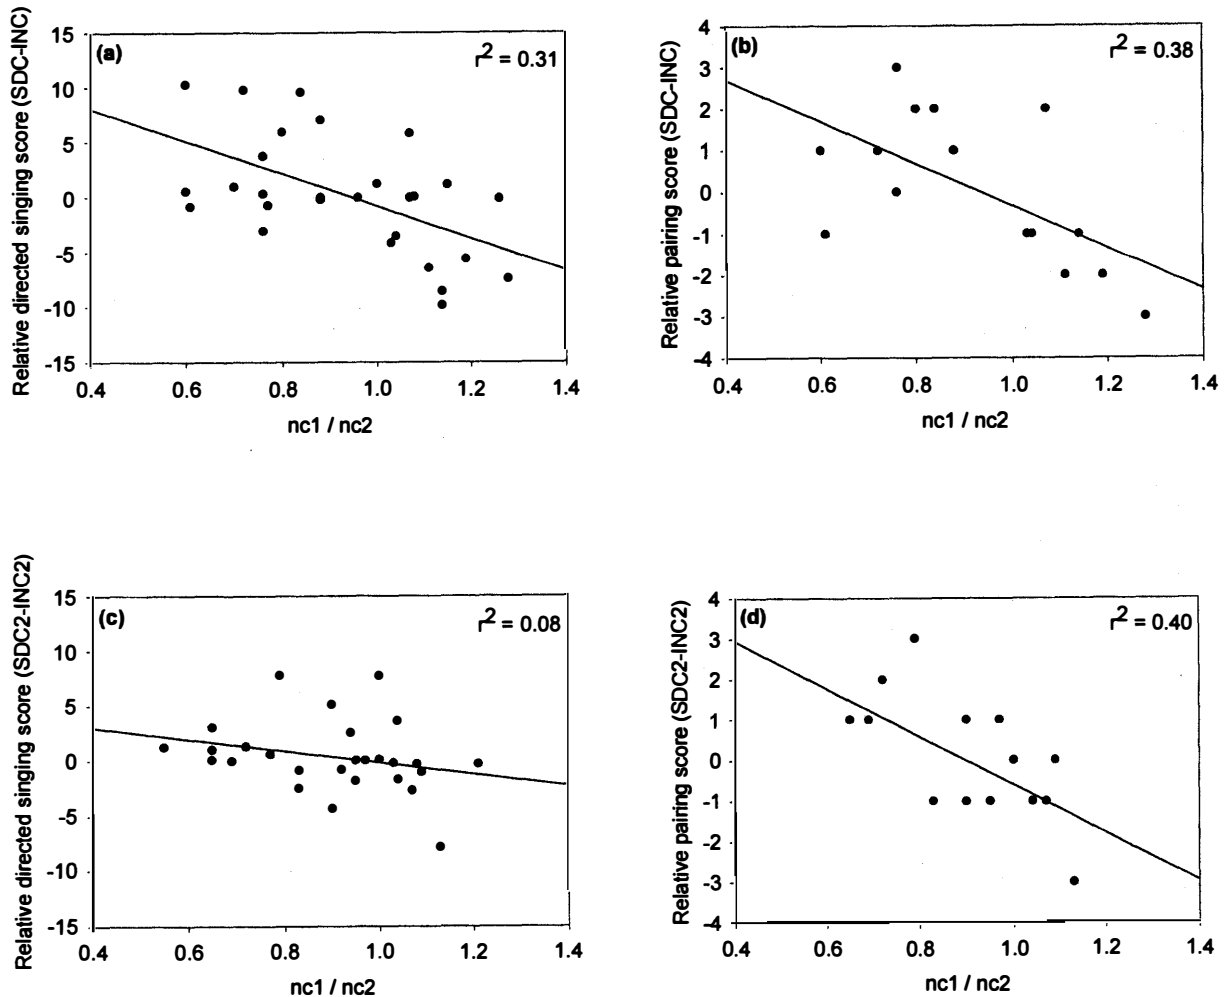 (a)
r2 = 0.31
Relative directed singing score (SDC-INC)
15
10
5
0
-5
-10
-15
0.4 0.6 0.8 1.0 1.2 1.4
nc1 / nc2
(b)
r2 = 0.38
Relative pairing score (SDC-INC)
4
3
2
1
0
-1
-2
-3
-4
0.4 0.6 0.8 1.0 1.2 1.4
nc1 / nc2
(c)
r2 = 0.08
Relative directed singing score (SDC2-INC2)
15
10
5
0
-5
-10
-15
0.4 0.6 0.8 1.0 1.2 1.4
nc1 / nc2
(d)
r2 = 0.40
Relative pairing score (SDC2-INC2)
4
3
2
1
0
-1
-2
-3
-4
0.4 0.6 0.8 1.0 1.2 1.4
nc1 / nc2